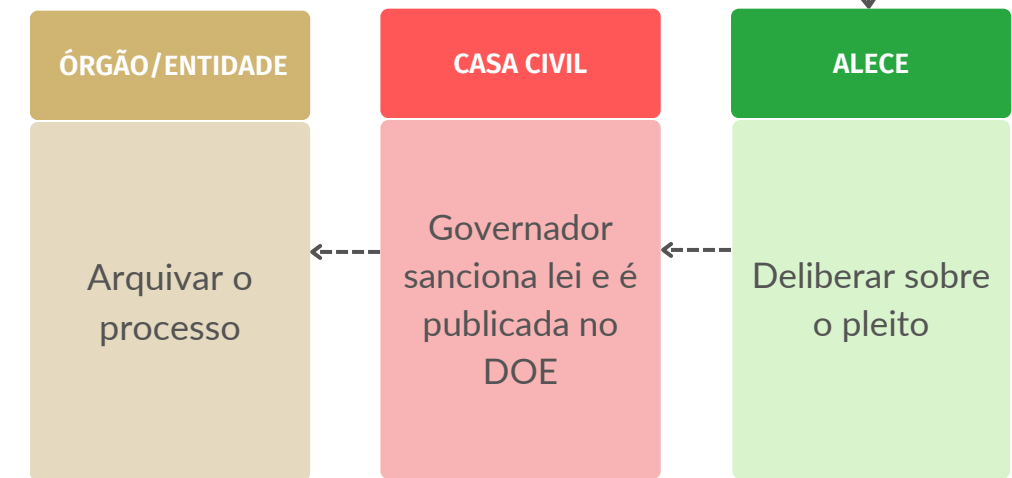 ÓRGÃO/ENTIDADE
Arquivar o
processo
CASA CIVIL
Governador
sanciona lei e é
publicada no
DOE
ALECE
Deliberar sobre
o pleito